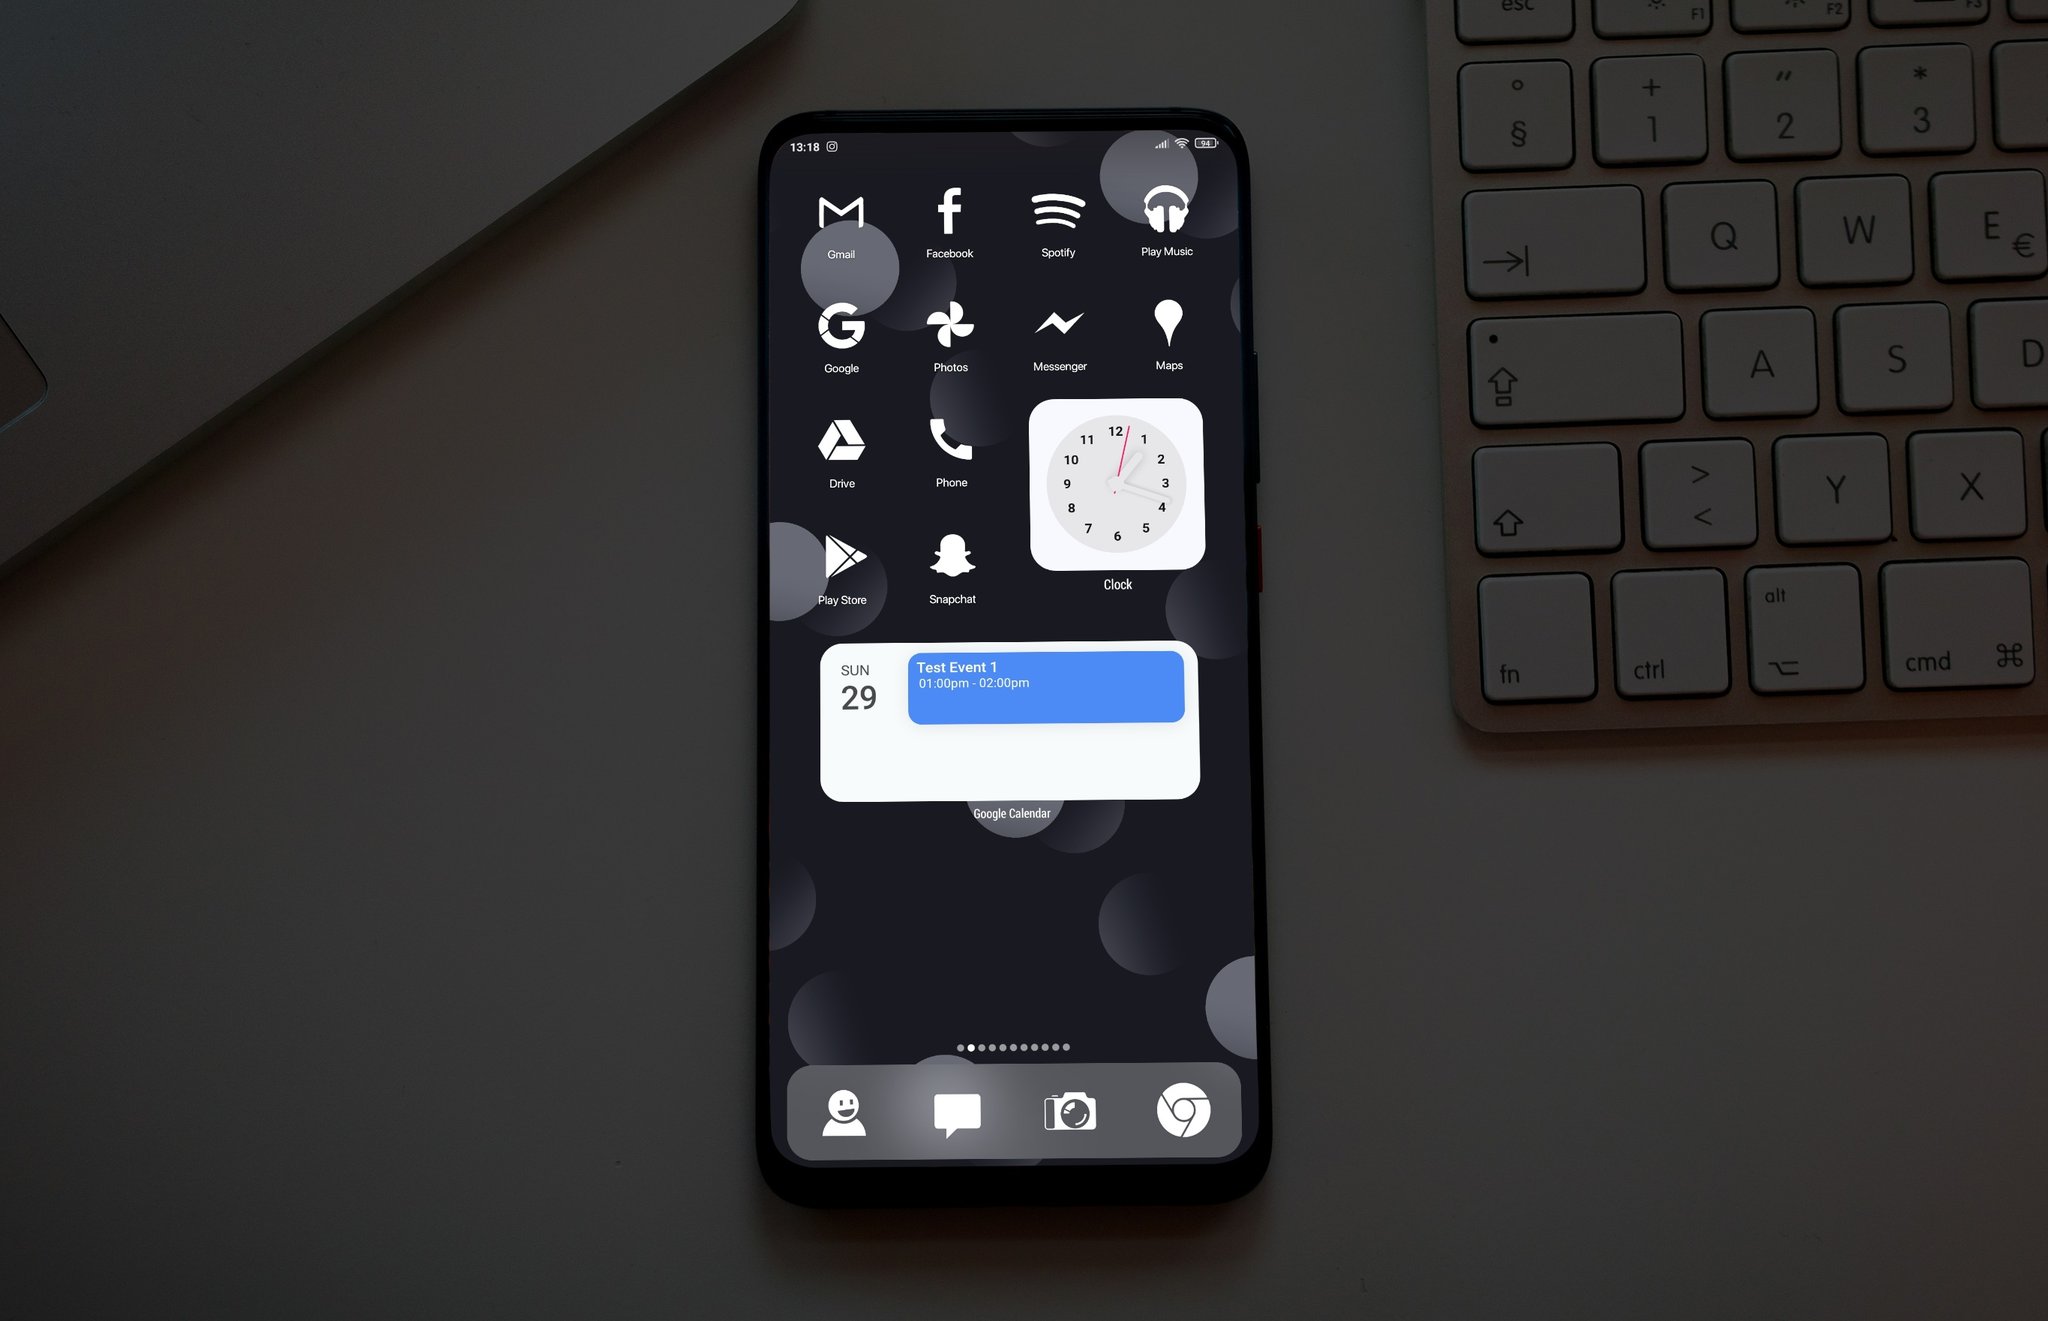 13:18
94
Gmail
Facebook
Spotify
Play Music
Google
Photos
Messenger
Maps
Drive
Phone
12
11 1
10 2
9 3
8 4
7 5
6
Clock
Play Store
Snapchat
SUN
29
Test Event 1
01:00pm - 02:00pm
Google Calendar
esc
F1
F2
F3
°
§
+
1
"
2
*
3
Q
W
E
€
A
S
D
>
<
Y
X
fn
ctrl
alt
cmd ⌘